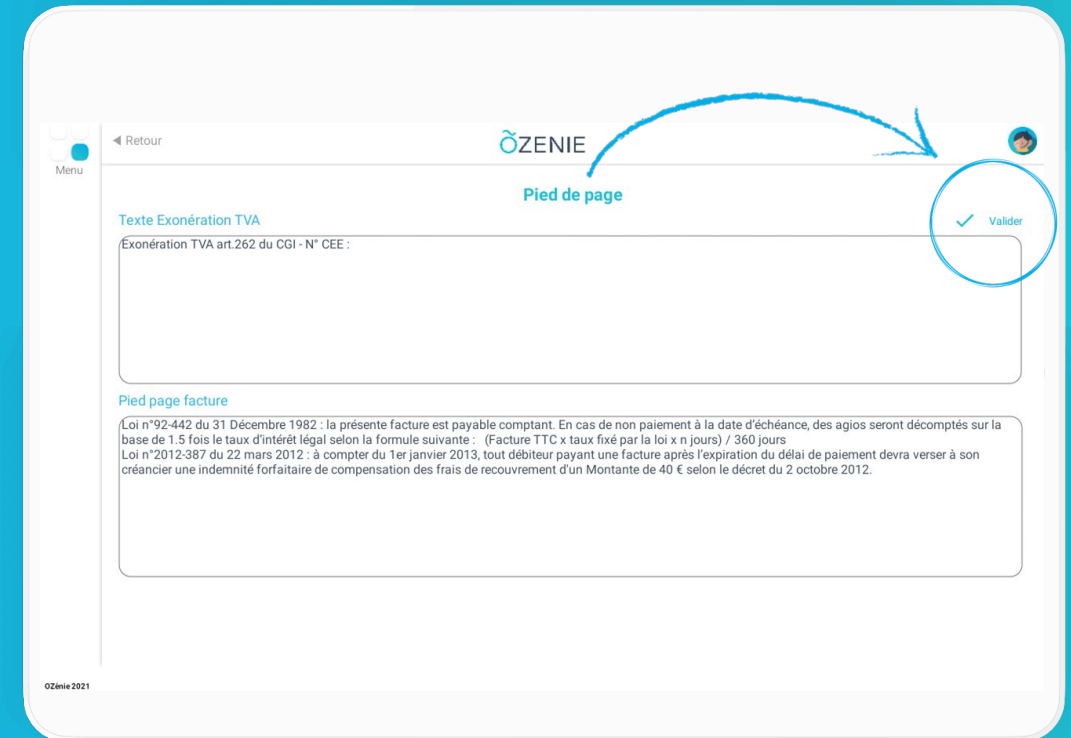 ◀ Retour
ÕZENIE
Menu
Pied de page
Texte Exonération TVA
Valider
Exonération TVA art.262 du CGI - N° CEE :
Pied page facture
Loi n°92-442 du 31 Décembre 1982 : la présente facture est payable comptant. En cas de non paiement à la date d'échéance, des agios seront décomptés sur la
base de 1.5 fois le taux d'intérêt légal selon la formule suivante :   (Facture TTC x taux fixé par la loi x n jours) / 360 jours
Loi n°2012-387 du 22 mars 2012 : à compter du 1er janvier 2013, tout débiteur payant une facture après l'expiration du délai de paiement devra verser à son
créancier une indemnité forfaitaire de compensation des frais de recouvrement d'un Montante de 40 € selon le décret du 2 octobre 2012.
OZénie 2021